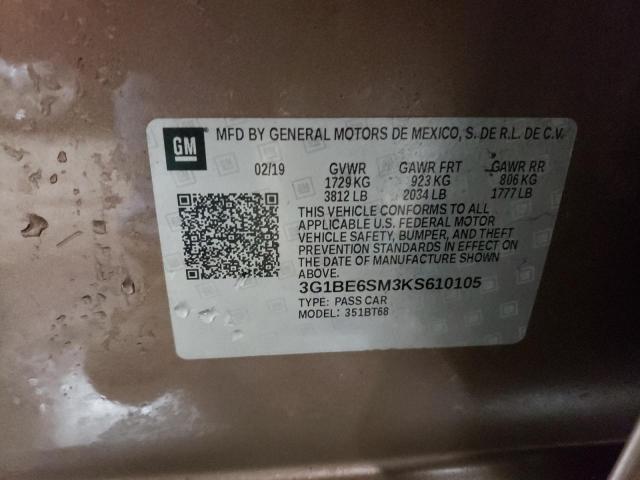 GM MFD BY GENERAL MOTORS DE MEXICO, S. DE R.L. DE C.V.
02/19 GVWR GAWR FRT GAWR RR
1729 KG 923 KG 806 KG
3812 LB 2034 LB 1777 LB
THIS VEHICLE CONFORMS TO ALL
APPLICABLE U.S. FEDERAL MOTOR
VEHICLE SAFETY, BUMPER, AND THEFT
PREVENTION STANDARDS IN EFFECT ON
THE DATE OF MANUFACTURE SHOWN
ABOVE.
3G1BE6SM3KS610105
TYPE: PASS CAR
MODEL: 351BT68